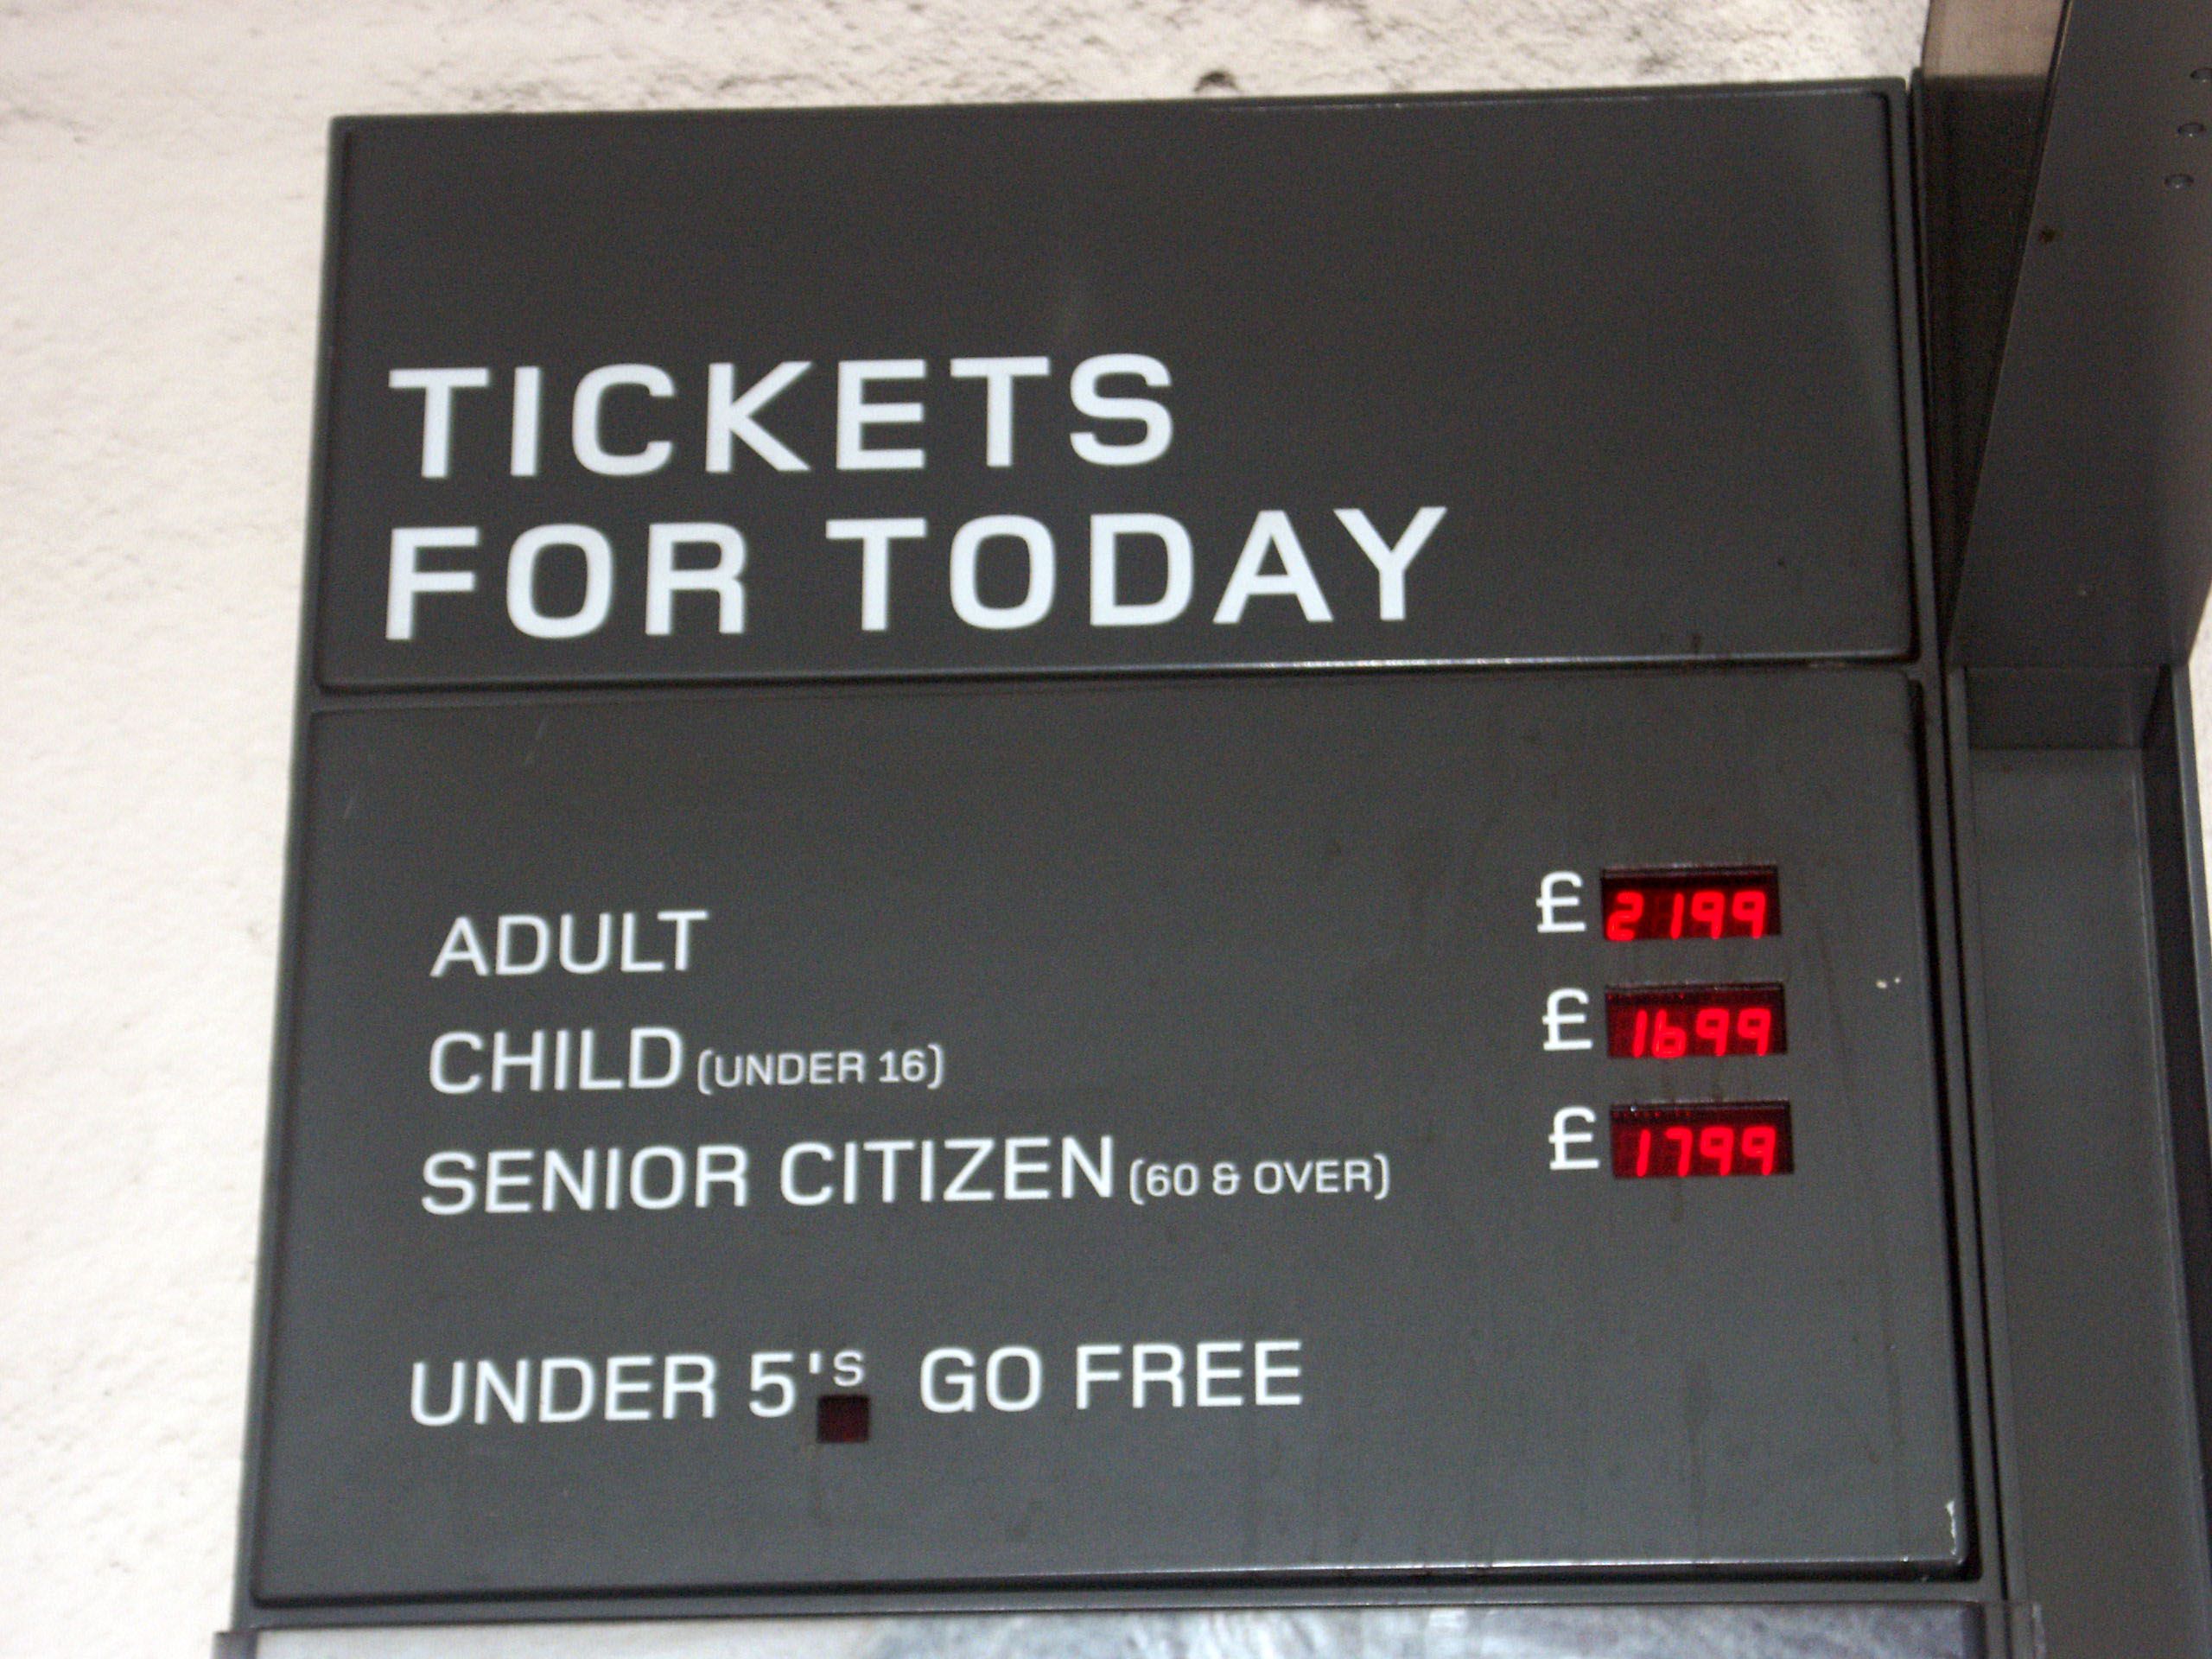 TICKETS
FOR TODAY
ADULT £ 2199
CHILD (UNDER 16) £ 1699
SENIOR CITIZEN (60 & OVER) £ 1799
UNDER 5's GO FREE